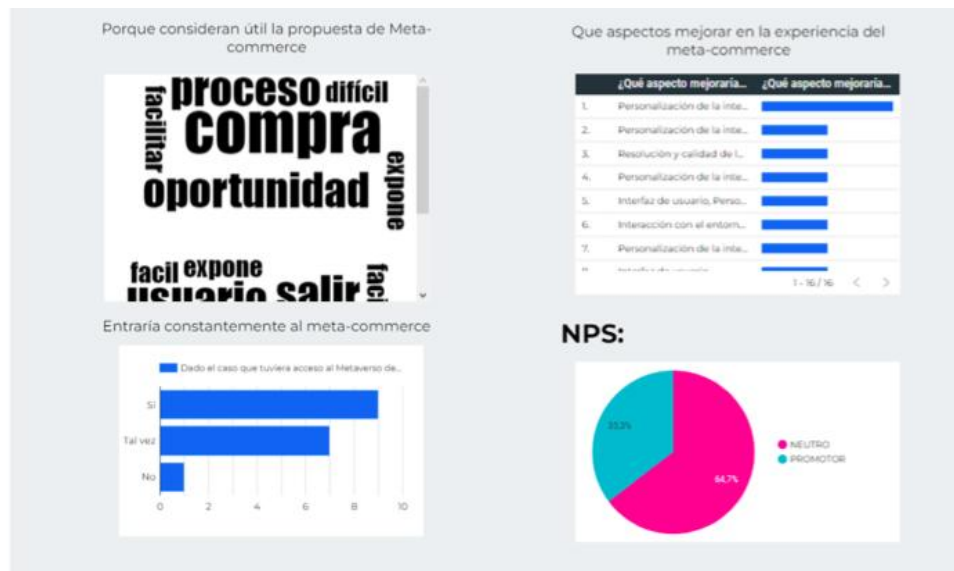 Porque consideran útil la propuesta de Meta-
commerce
facilitar
proceso difícil
compra
oportunidad
expone
facil expone
usuario salir
faci
Que aspectos mejorar en la experiencia del
meta-commerce
¿Qué aspecto mejoraría... ¿Qué aspecto mejoraría...
1. Personalización de la inte...
2. Personalización de la inte...
3. Resolución y calidad de l...
4. Personalización de la inte...
5. Interfaz de usuario, Perso...
6. Interacción con el entorn...
7. Personalización de la inte...
1 - 16 / 16 < >
Entraría constantemente al meta-commerce
Dado el caso que tuviera acceso al Metaverso de...
Sí
Tal vez
No
0 2 4 6 8 10
NPS:
64,7%
NEUTRO
PROMOTOR